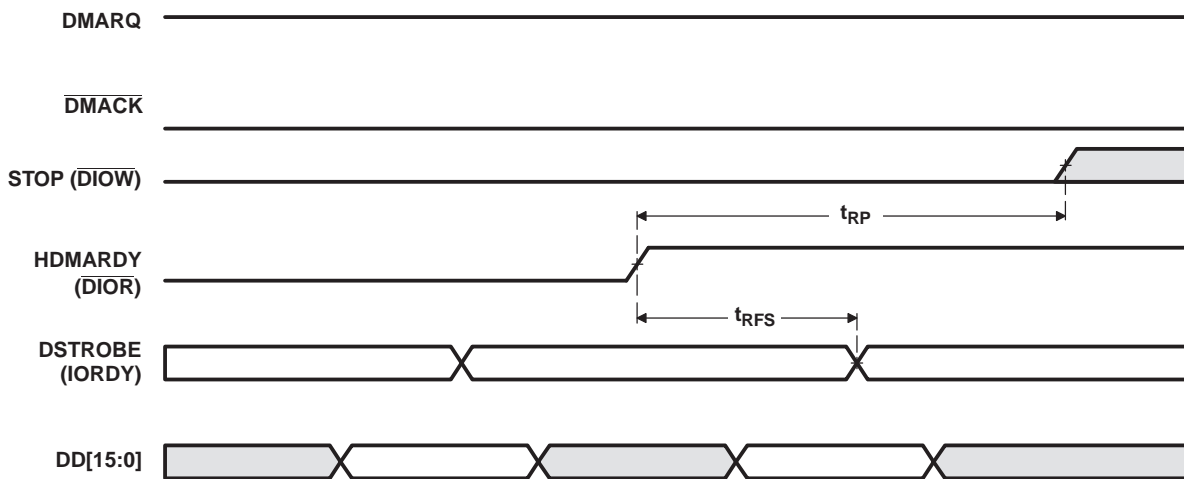 DMARQ
DMACK
STOP (DIOW)
tRP
HDMARDY
(DIOR)
tRFS
DSTROBE
(IORDY)
DD[15:0]